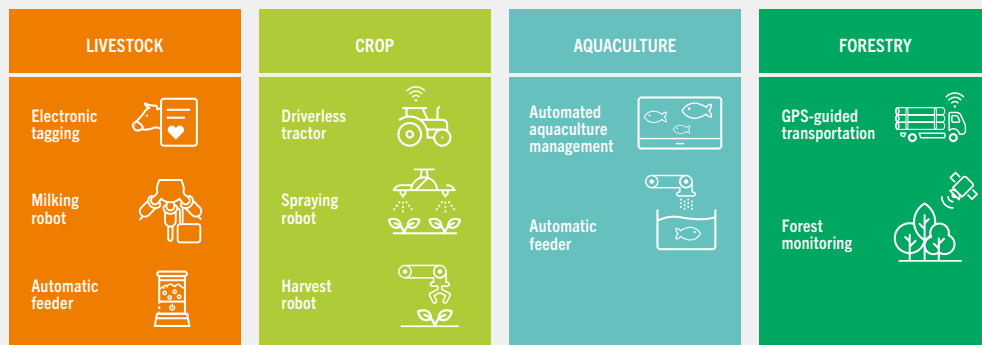 LIVESTOCK
Electronic
tagging
Milking
robot
Automatic
feeder
CROP
Driverless
tractor
Spraying
robot
Harvest
robot
AQUACULTURE
Automated
aquaculture
management
Automatic
feeder
FORESTRY
GPS-guided
transportation
Forest
monitoring